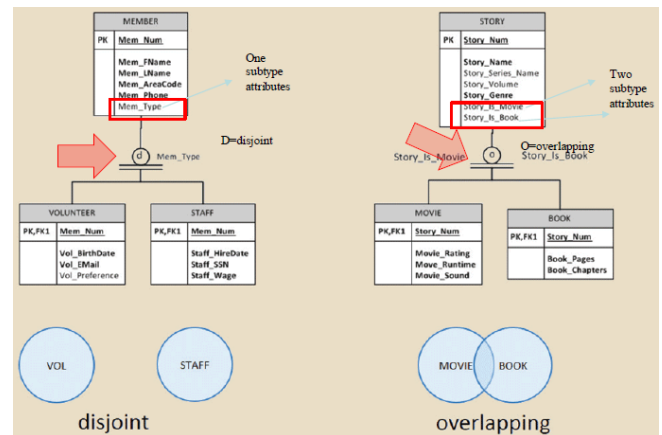 MEMBER
PK Mem_Num
Mem_FName
Mem_LName
Mem_AreaCode
Mem_Phone
Mem_Type
One
subtype
attributes
d
Mem_Type
D=disjoint
VOLUNTEER
PK,FK1 Mem_Num
Vol_BirthDate
Vol_EMail
Vol_Preference
STAFF
PK,FK1 Mem_Num
Staff_HireDate
Staff_SSN
Staff_Wage
VOL
STAFF
disjoint
STORY
PK Story_Num
Story_Name
Story_Series_Name
Story_Volume
Story_Genre
Story_Is_Movie
Story_Is_Book
Two
subtype
attributes
O=overlapping
Story_Is_Movie
o
Story_Is_Book
MOVIE
PK,FK1 Story_Num
Movie_Rating
Move_Runtime
Movie_Sound
BOOK
PK,FK1 Story_Num
Book_Pages
Book_Chapters
MOVIE
BOOK
overlapping